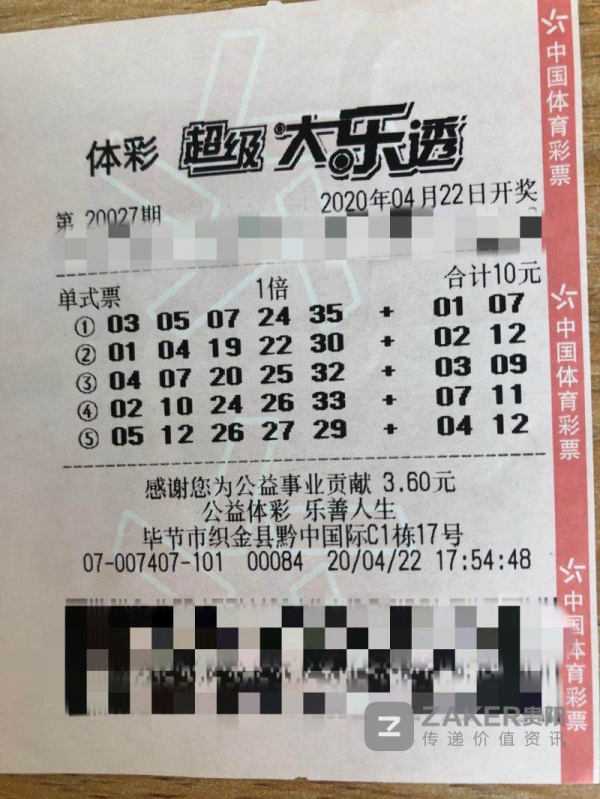 体彩 超级大乐透
第 20027期 2020年04月22日开奖
单式票 1倍 合计10元
① 03 05 07 24 35 + 01 07
② 01 04 19 22 30 + 02 12
③ 04 07 20 25 32 + 03 09
④ 02 10 24 26 33 + 07 11
⑤ 05 12 26 27 29 + 04 12
感谢您为公益事业贡献 3.60元
公益体彩 乐善人生
毕节市织金县黔中国际C1栋17号
07-007407-101 00084 20/04/22 17:54:48
中国体育彩票
中国体育彩票
中国体育彩票
ZAKER贵阳
传递价值资讯